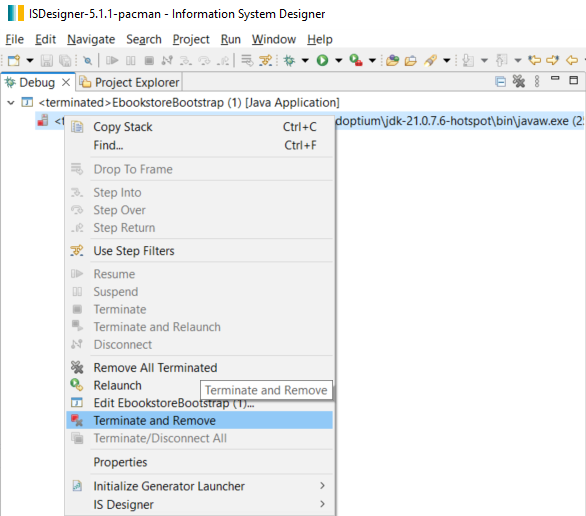 ISDesigner-5.1.1-pacman - Information System Designer
File Edit Navigate Search Project Run Window Help
Debug Project Explorer
<terminated>EbookstoreBootstrap (1) [Java Application]
doptium\jdk-21.0.7.6-hotspot\bin\javaw.exe
Copy Stack Ctrl+C
Find... Ctrl+F
Drop To Frame
Step Into
Step Over
Step Return
Use Step Filters
Resume
Suspend
Terminate
Terminate and Relaunch
Disconnect
Remove All Terminated
Relaunch
Terminate and Remove
Edit EbookstoreBootstrap (1)...
Terminate and Remove
Terminate/Disconnect All
Properties
Initialize Generator Launcher
IS Designer